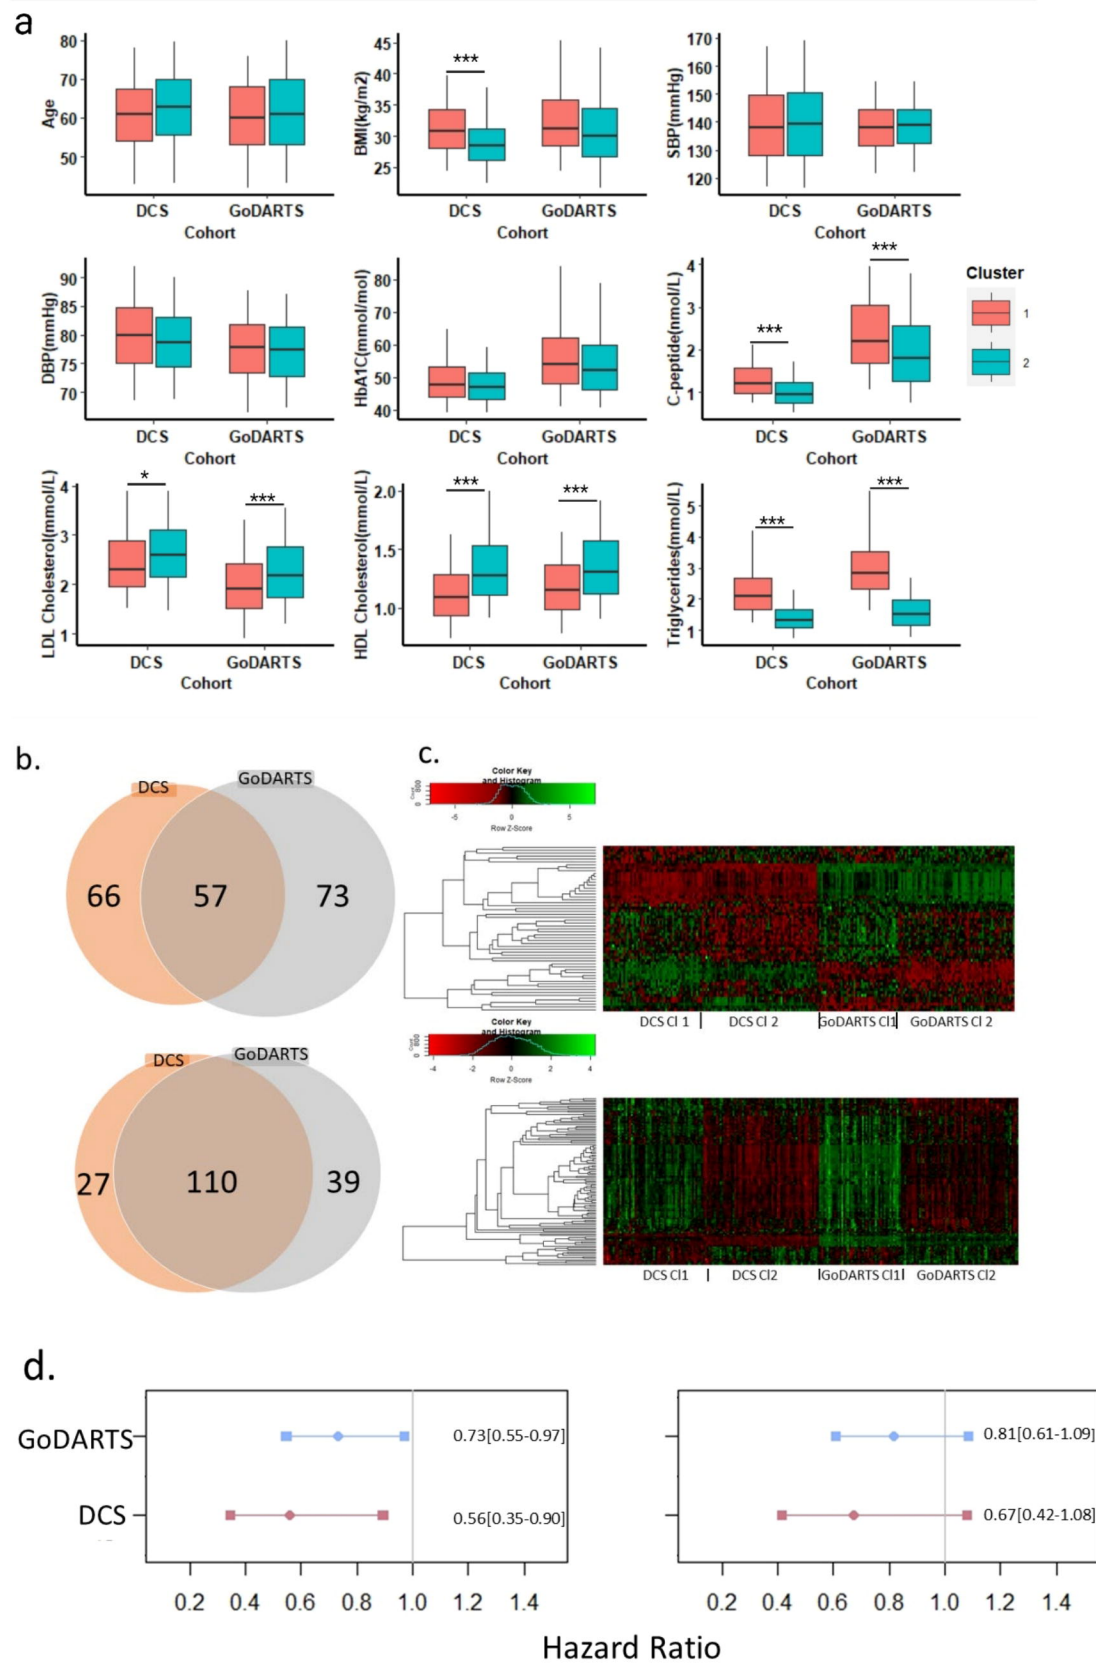 a
80
70
60
50
Age
DCS
GoDARTS
Cohort
45
40
35
30
25
BMI(kg/m2)
***
DCS
GoDARTS
Cohort
170
160
150
140
130
120
SBP(mmHg)
DCS
GoDARTS
Cohort
90
85
80
75
70
DBP(mmHg)
DCS
GoDARTS
Cohort
80
70
60
50
40
HbA1C(mmol/mol)
DCS
GoDARTS
Cohort
4
3
2
1
C-peptide(nmol/L)
***
***
DCS
GoDARTS
Cohort
Cluster
1
2
4
3
2
1
LDL Cholesterol(mmol/L)
*
***
DCS
GoDARTS
Cohort
2.0
1.5
1.0
HDL Cholesterol(mmol/L)
***
***
DCS
GoDARTS
Cohort
5
4
3
2
1
Triglycerides(mmol/L)
***
***
DCS
GoDARTS
Cohort
b.
DCS
GoDARTS
66
57
73
DCS
GoDARTS
27
110
39
c.
Color Key
and Histogram
Count
-5 0 5
Row Z-Score
DCS Cl 1 DCS Cl 2 GoDARTS Cl1 GoDARTS Cl 2
Color Key
and Histogram
Count
-4 -2 0 2 4
Row Z-Score
DCS Cl1 DCS Cl2 GoDARTS Cl1 GoDARTS Cl2
d.
GoDARTS
0.73[0.55-0.97]
DCS
0.56[0.35-0.90]
0.2 0.4 0.6 0.8 1.0 1.2 1.4
0.81[0.61-1.09]
0.67[0.42-1.08]
0.2 0.4 0.6 0.8 1.0 1.2 1.4
Hazard Ratio